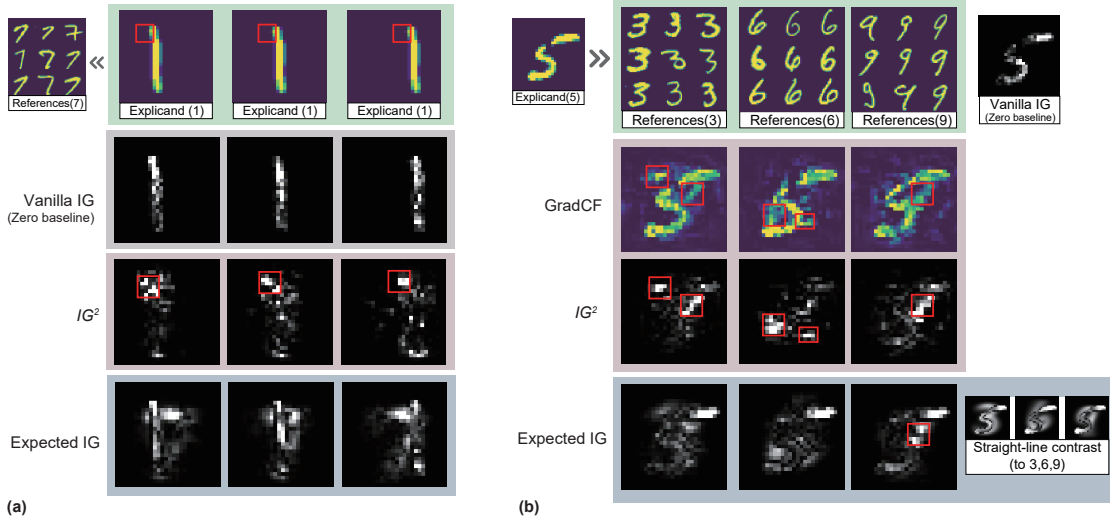 «
References(7)
Explicand (1)
Explicand (1)
Explicand (1)
Vanilla IG
(Zero baseline)
IG²
Expected IG
(a)
Explicand(5)
»
References(3)
References(6)
References(9)
Vanilla IG
(Zero baseline)
GradCF
IG²
Expected IG
Straight-line contrast
(to 3,6,9)
(b)